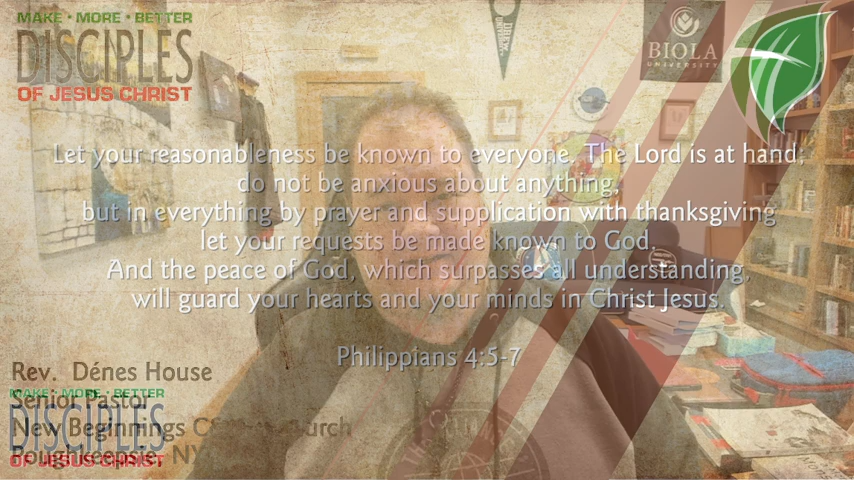 MAKE • MORE • BETTER
DISCIPLES
OF JESUS CHRIST
BIOLA
UNIVERSITY
Let your reasonableness be known to everyone. The Lord is at hand;
do not be anxious about anything,
but in everything by prayer and supplication with thanksgiving
let your requests be made known to God.
And the peace of God, which surpasses all understanding,
will guard your hearts and your minds in Christ Jesus.
Philippians 4:5-7
Rev. Dénes House
MAKE • MORE • BETTER
Senior Pastor
DISCIPLES
New Beginnings
OF JESUS CHRIST
Poughkeepsie, NY